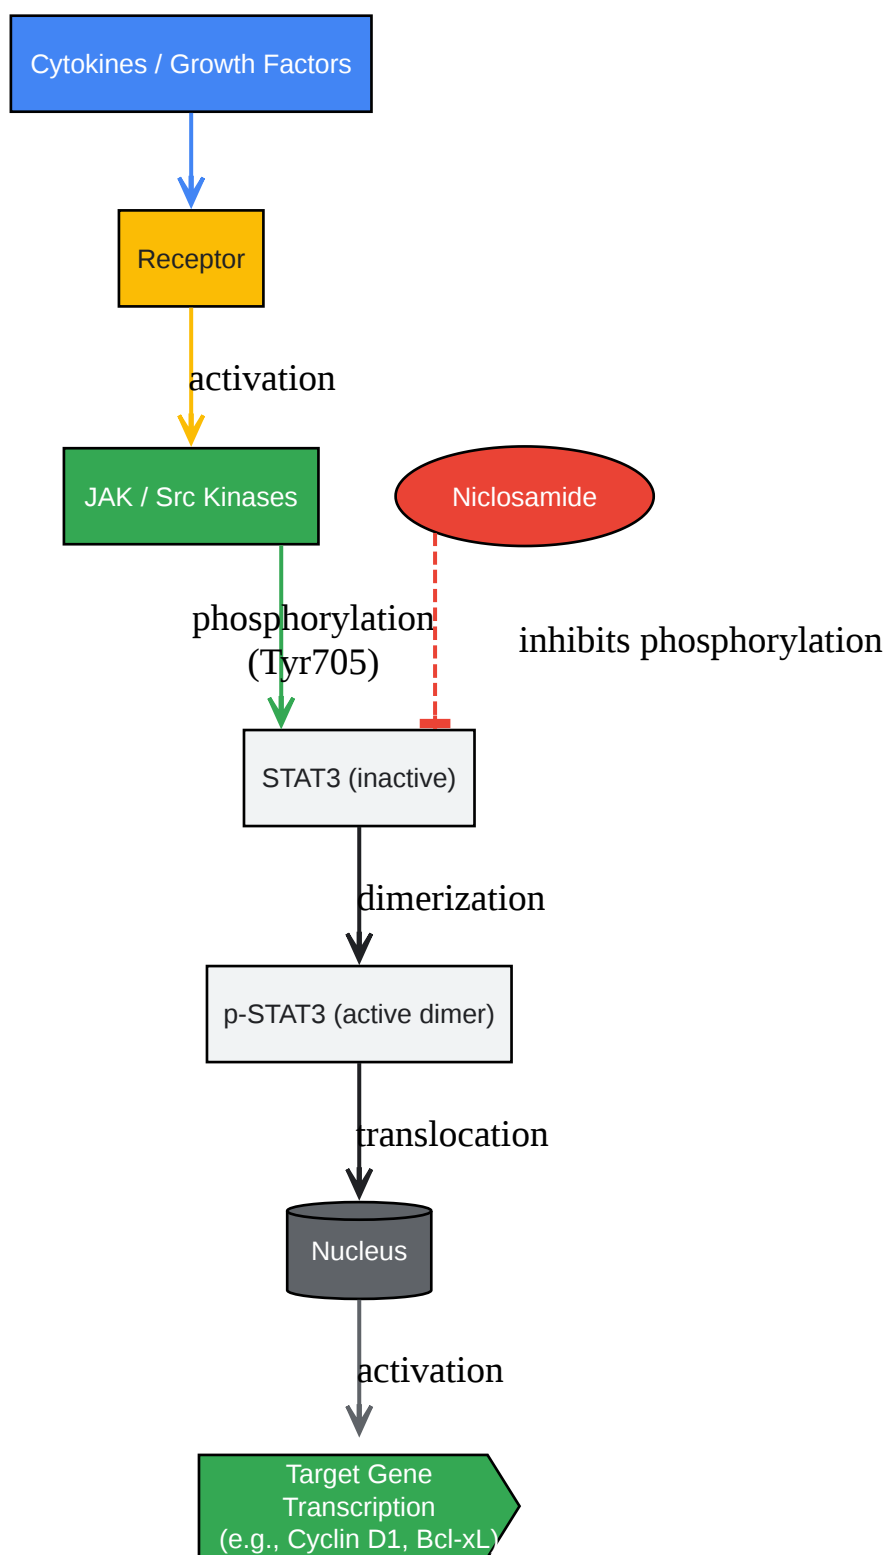 Cytokines / Growth Factors
Receptor
activation
JAK / Src Kinases
Niclosamide
phosphorylation
(Tyr705)
inhibits phosphorylation
STAT3 (inactive)
dimerization
p-STAT3 (active dimer)
translocation
Nucleus
activation
Target Gene
Transcription
(e.g., Cyclin D1, Bcl-xL)